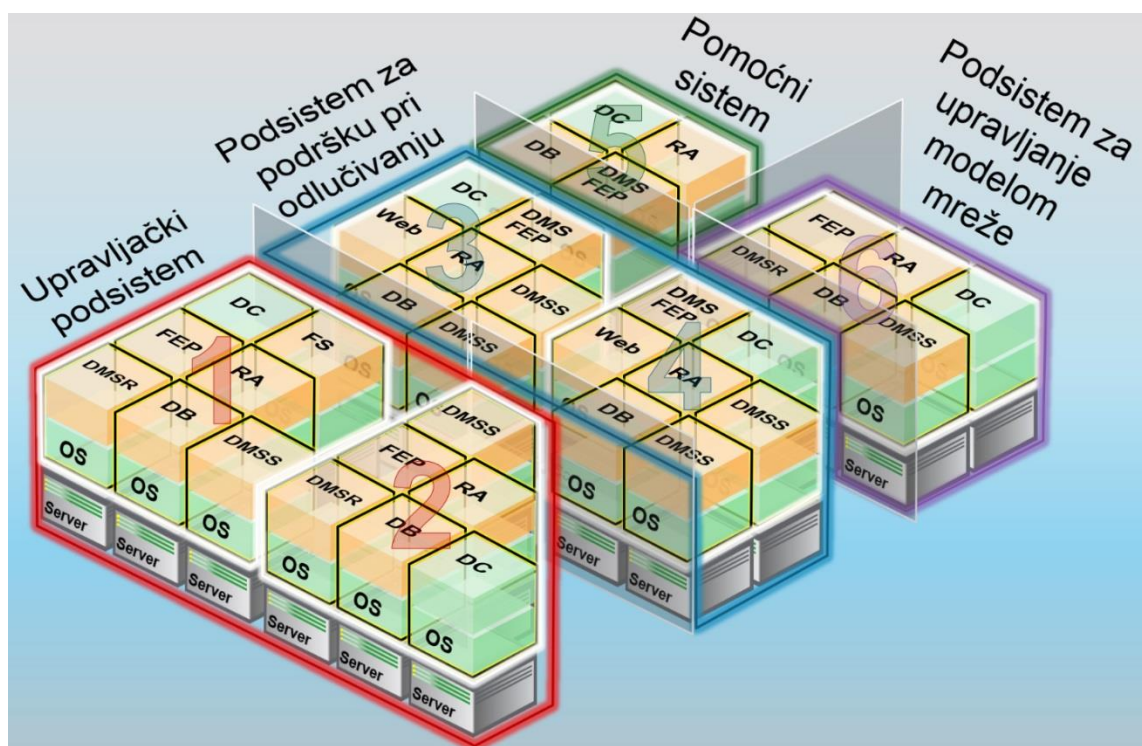 Pomoćni
sistem
Podsistem za
upravljanje
modelom
mreže
Podsistem za
podršku pri
odlučivanju
Upravljački
podsistem
5
DC
RA
DB
DMS
FEP
3
DC
DMS
FEP
Web
RA
DMSS
DB
DMSS
OS
OS
6
FEP
RA
DMSR
DC
DB
DMSS
OS
Server
1
DC
FEP
FS
DMSR
RA
DB
DMSS
OS
OS
OS
4
DMS
FEP
Web
DC
RA
DB
DMSS
DMSS
OS
OS
OS
Server
Server
2
DMSS
FEP
RA
DMSR
DB
DC
OS
OS
OS
Server
Server
Server
Server
Server
Server